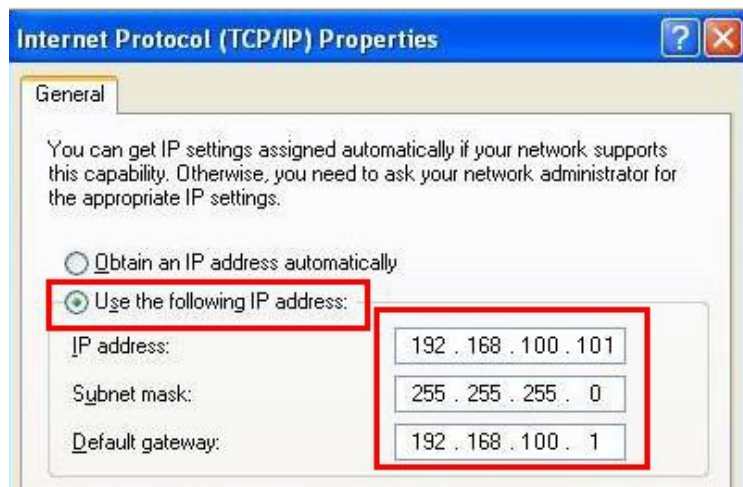 Internet Protocol (TCP/IP) Properties
?
General
You can get IP settings assigned automatically if your network supports
this capability. Otherwise, you need to ask your network administrator for
the appropriate IP settings.
Obtain an IP address automatically
Use the following IP address:
IP address: 192 . 168 . 100 . 101
Subnet mask: 255 . 255 . 255 . 0
Default gateway: 192 . 168 . 100 . 1